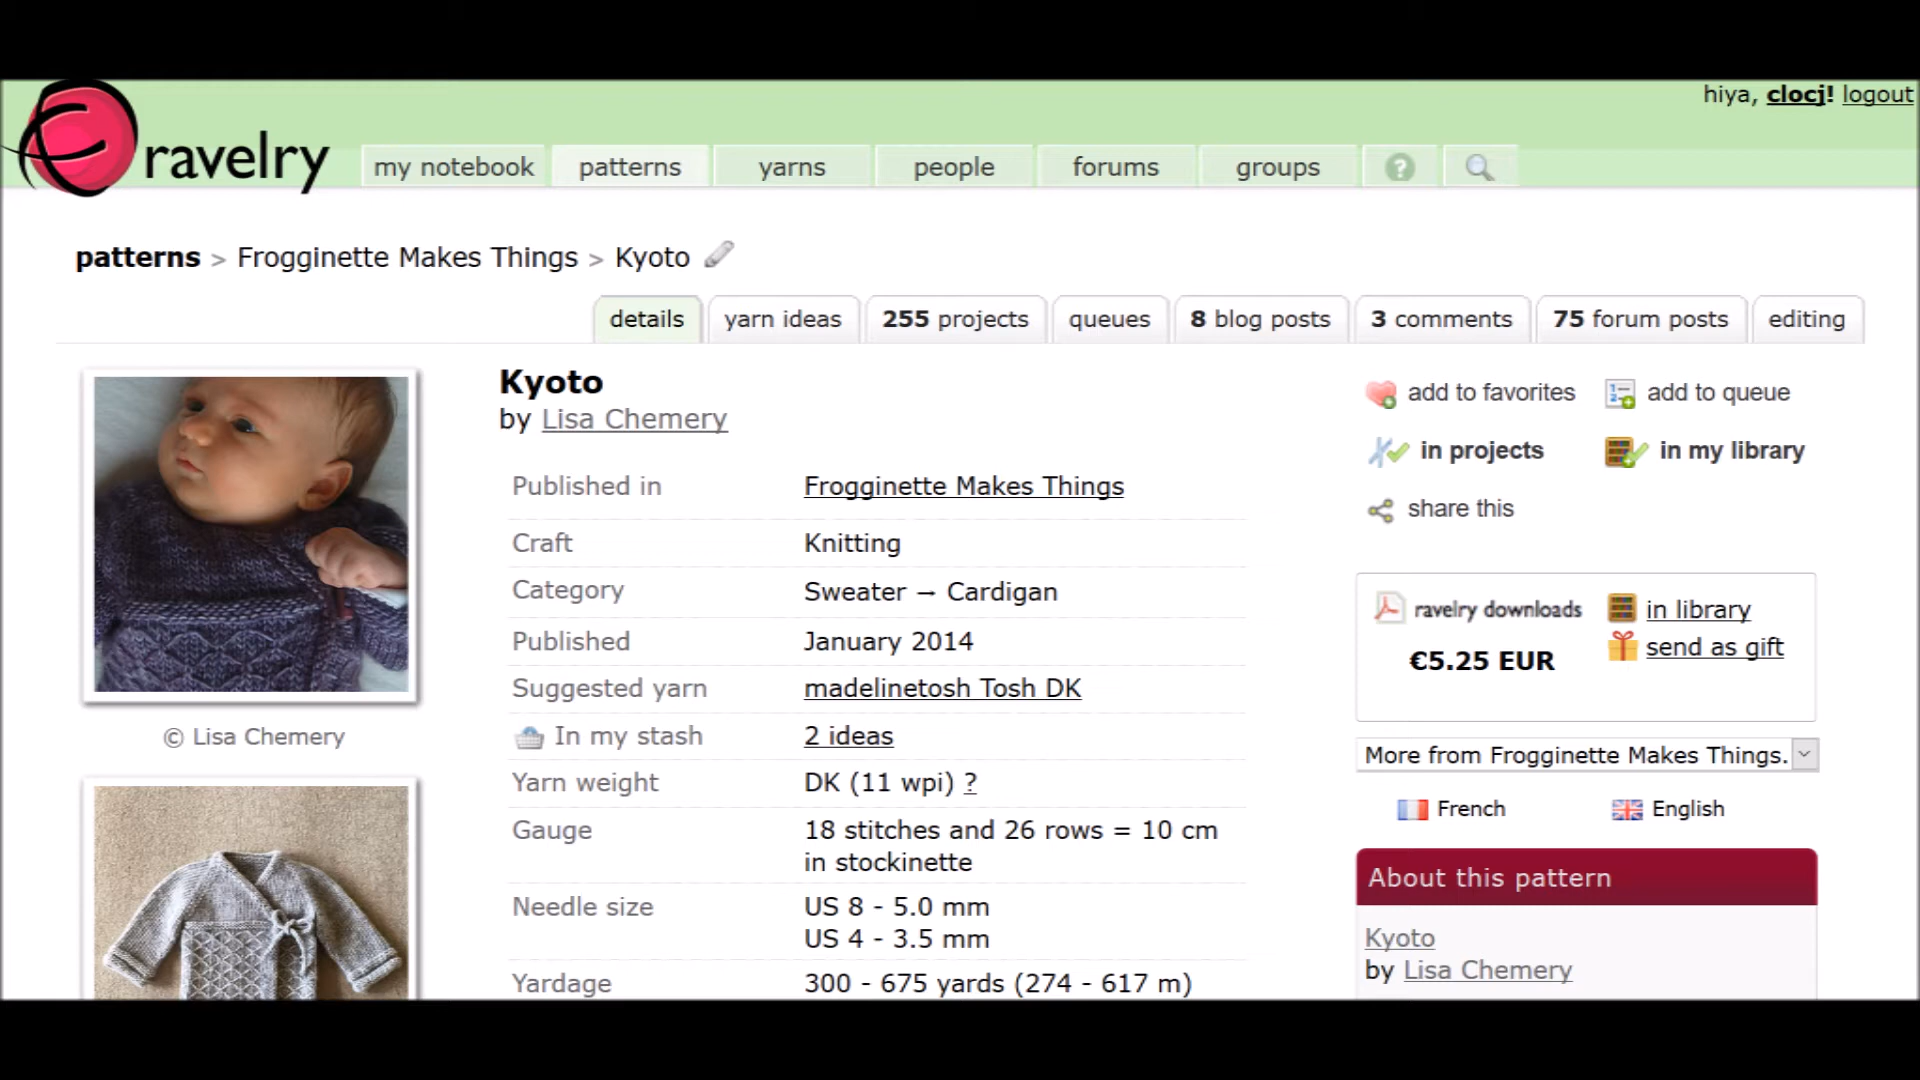 hiya, clocj! logout
ravelry
my notebook patterns yarns people forums groups ?
patterns > Frogginette Makes Things > Kyoto
details yarn ideas 255 projects queues 8 blog posts 3 comments 75 forum posts editing
Kyoto
by Lisa Chemery
Published in Frogginette Makes Things
Craft Knitting
Category Sweater → Cardigan
Published January 2014
Suggested yarn madelinetosh Tosh DK
In my stash 2 ideas
Yarn weight DK (11 wpi) ?
Gauge 18 stitches and 26 rows = 10 cm
in stockinette
Needle size US 8 - 5.0 mm
US 4 - 3.5 mm
Yardage 300 - 675 yards (274 - 617 m)
© Lisa Chemery
add to favorites add to queue
in projects in my library
share this
ravelry downloads in library
€5.25 EUR send as gift
More from Frogginette Makes Things.
French English
About this pattern
Kyoto
by Lisa Chemery